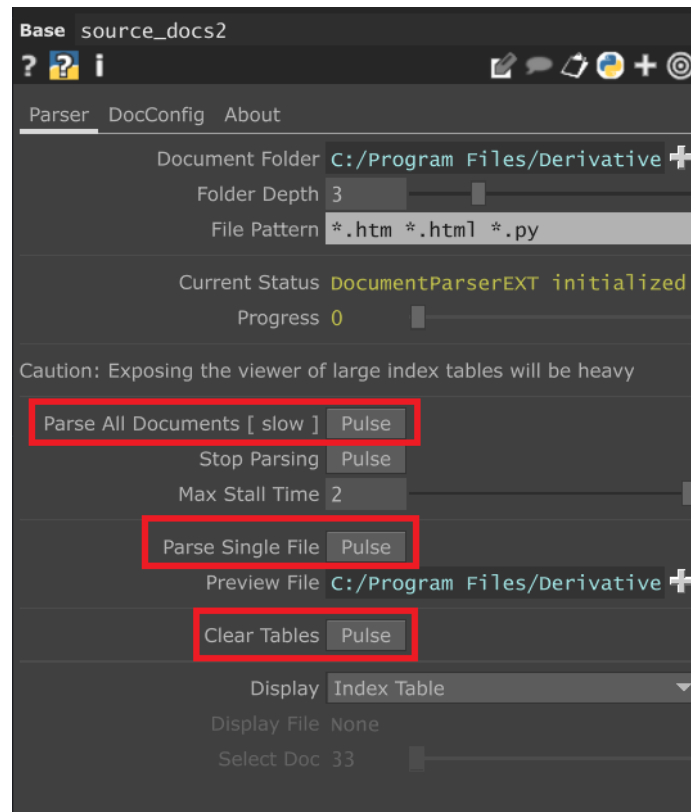 Base source_docs2
? ? i
Parser DocConfig About
Document Folder C:/Program Files/Derivative
Folder Depth 3
File Pattern *.htm *.html *.py
Current Status DocumentParserEXT initialized
Progress 0
Caution: Exposing the viewer of large index tables will be heavy
Parse All Documents [ slow ] Pulse
Stop Parsing Pulse
Max Stall Time 2
Parse Single File Pulse
Preview File C:/Program Files/Derivative
Clear Tables Pulse
Display Index Table
Display File None
Select Doc 33